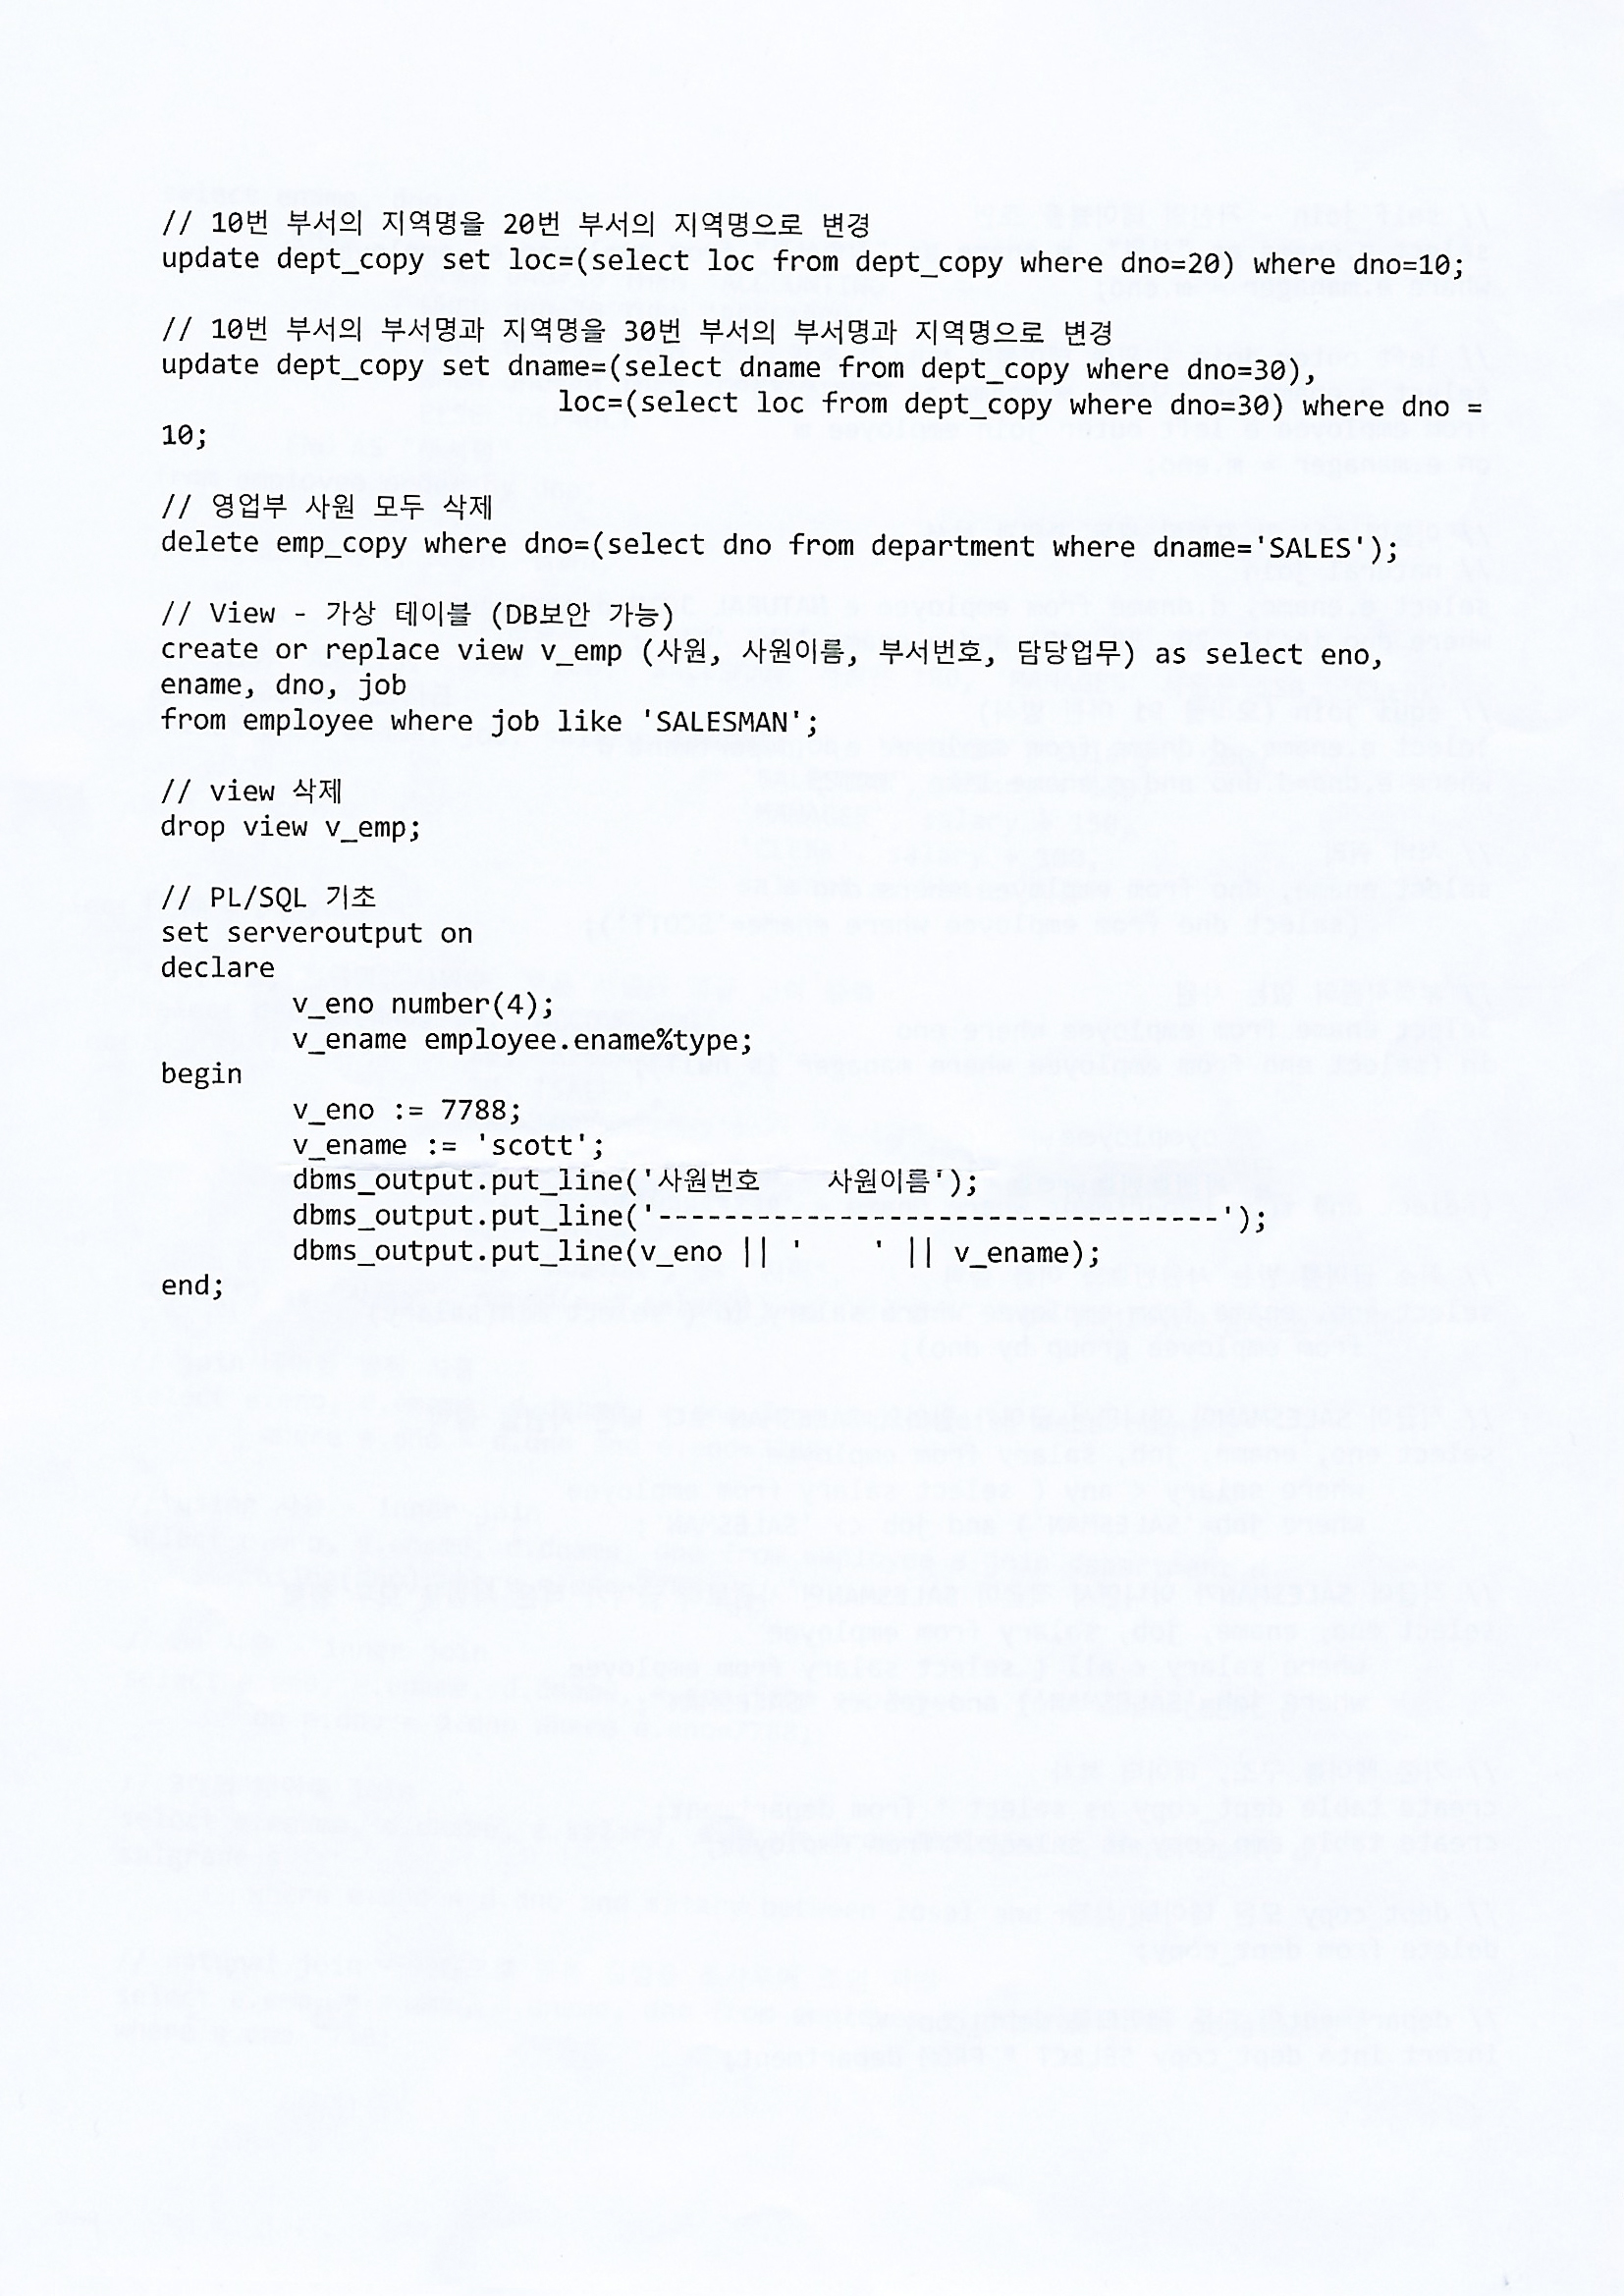 // 10번 부서의 지역명을 20번 부서의 지역명으로 변경
update dept_copy set loc=(select loc from dept_copy where dno=20) where dno=10;
// 10번 부서의 부서명과 지역명을 30번 부서의 부서명과 지역명으로 변경
update dept_copy set dname=(select dname from dept_copy where dno=30),
loc=(select loc from dept_copy where dno=30) where dno =
10;
// 영업부 사원 모두 삭제
delete emp_copy where dno=(select dno from department where dname='SALES');
// View - 가상 테이블 (DB보안 가능)
create or replace view v_emp (사원, 사원이름, 부서번호, 담당업무) as select eno,
ename, dno, job
from employee where job like 'SALESMAN';
// view 삭제
drop view v_emp;
// PL/SQL 기초
set serveroutput on
declare
v_eno number(4);
v_ename employee.ename%type;
begin
v_eno := 7788;
v_ename := 'scott';
dbms_output.put_line('사원번호    사원이름');
dbms_output.put_line('----------------------------------');
dbms_output.put_line(v_eno || '    ' || v_ename);
end;